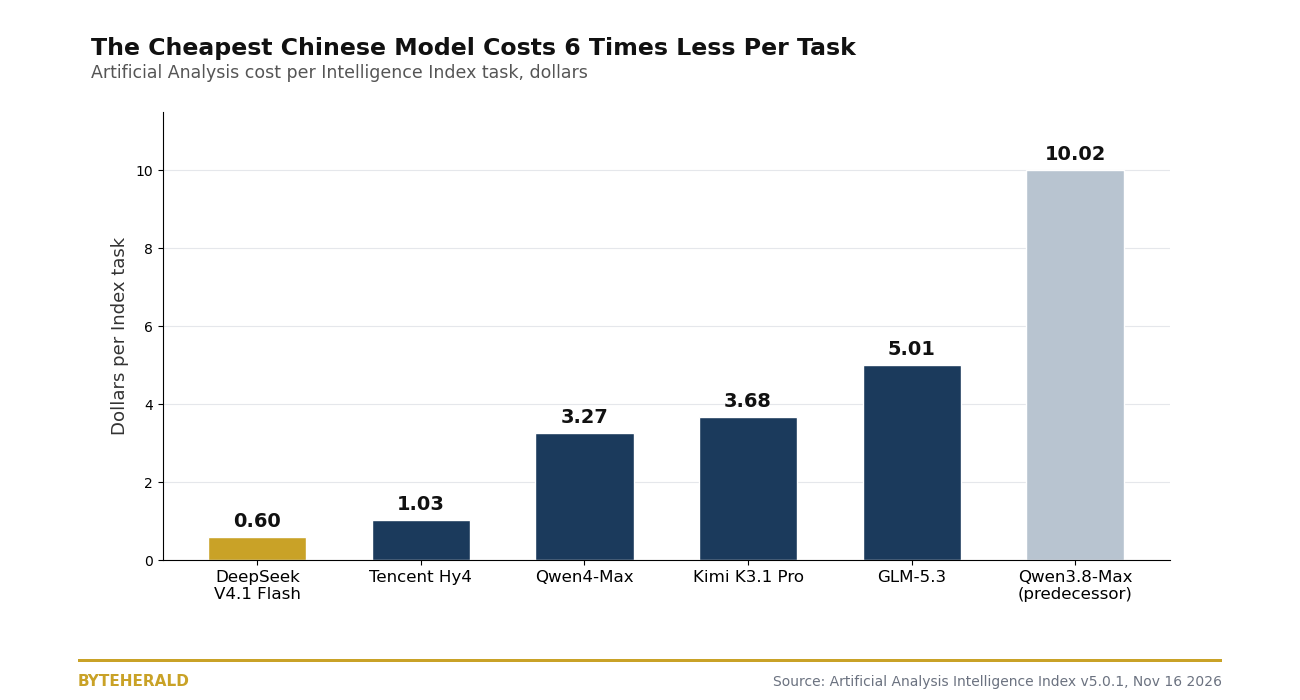 The Cheapest Chinese Model Costs 6 Times Less Per Task
Artificial Analysis cost per Intelligence Index task, dollars
Dollars per Index task
10
8
6
4
2
0
0.60
1.03
3.27
3.68
5.01
10.02
DeepSeek
V4.1 Flash
Tencent Hy4
Qwen4-Max
Kimi K3.1 Pro
GLM-5.3
Qwen3.8-Max
(predecessor)
BYTEHERALD
Source: Artificial Analysis Intelligence Index v5.0.1, Nov 16 2026